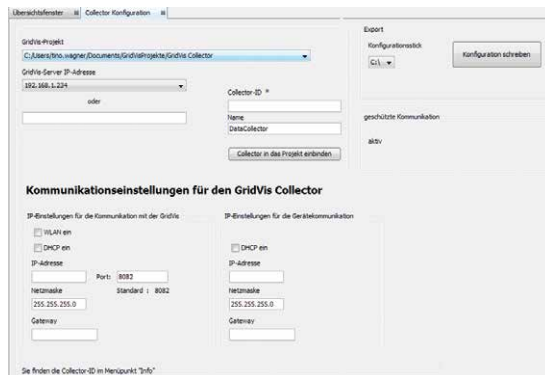 Übersichtsfenster
Collector Konfiguration
GridVis-Projekt
C:/Users/tino.wagner/Documents/GridVisProjekte/GridVis Collector
GridVis-Server IP-Adresse
192.168.1.234
oder
Collector-ID *
Name
DataCollector
Collector in das Projekt einbinden
Export
Konfigurationsstick
C:\
Konfiguration schreiben
geschützte Kommunikation
aktiv
Kommunikationseinstellungen für den GridVis Collector
IP-Einstellungen für die Kommunikation mit der GridVis
WLAN ein
DHCP ein
IP-Adresse
Port: 8082
Netzmaske
Standard : 8082
255.255.255.0
Gateway
IP-Einstellungen für die Gerätekommunikation
DHCP ein
IP-Adresse
Netzmaske
255.255.255.0
Gateway
Sie finden die Collector-ID im Menüpunkt "Info"